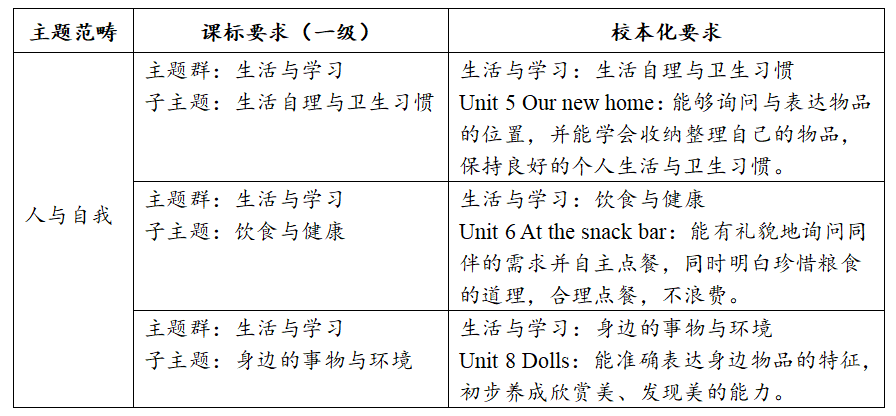 主题范畴
课标要求（一级）
校本化要求
人与自我
主题群：生活与学习
子主题：生活自理与卫生习惯
生活与学习：生活自理与卫生习惯
Unit 5 Our new home：能够询问与表达物品
的位置，并能学会收纳整理自己的物品，
保持良好的个人生活与卫生习惯。
主题群：生活与学习
子主题：饮食与健康
生活与学习：饮食与健康
Unit 6 At the snack bar：能有礼貌地询问同
伴的需求并自主点餐，同时明白珍惜粮食
的道理，合理点餐，不浪费。
主题群：生活与学习
子主题：身边的事物与环境
生活与学习：身边的事物与环境
Unit 8 Dolls：能准确表达身边物品的特征，
初步养成欣赏美、发现美的能力。